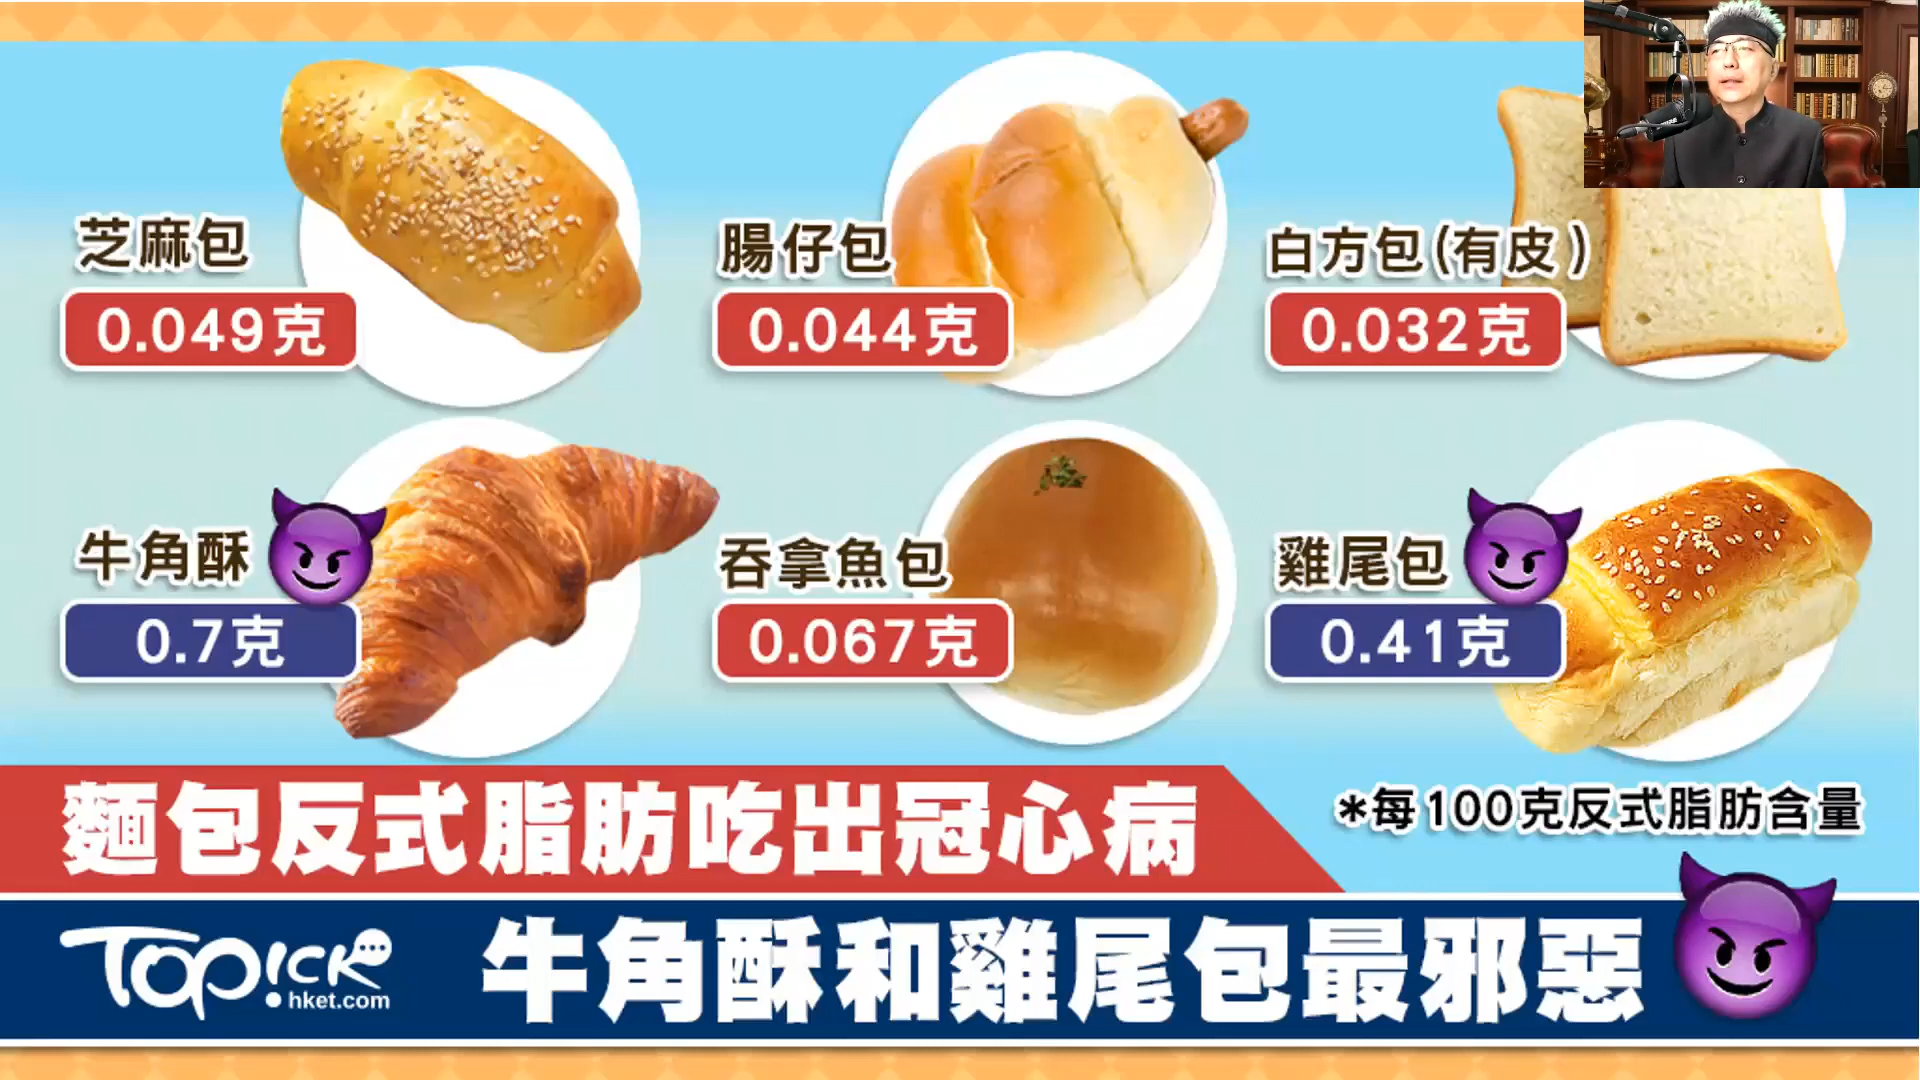 芝麻包
0.049克
腸仔包
0.044克
白方包(有皮)
0.032克
牛角酥
0.7克
吞拿魚包
0.067克
雞尾包
0.41克
麵包反式脂肪吃出冠心病
*每100克反式脂肪含量
TOPick
hket.com
牛角酥和雞尾包最邪惡